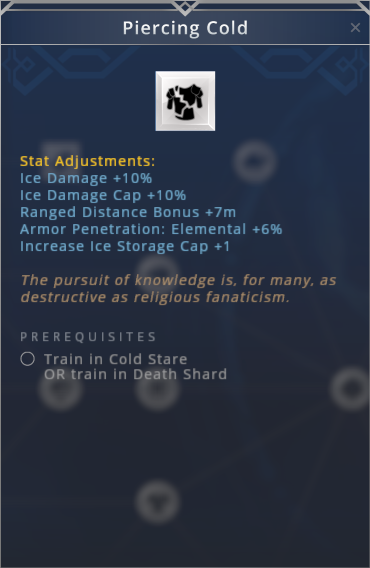 Piercing Cold
Stat Adjustments:
Ice Damage +10%
Ice Damage Cap +10%
Ranged Distance Bonus +7m
Armor Penetration: Elemental +6%
Increase Ice Storage Cap +1
The pursuit of knowledge is, for many, as
destructive as religious fanaticism.
PREREQUISITES
Train in Cold Stare
OR train in Death Shard